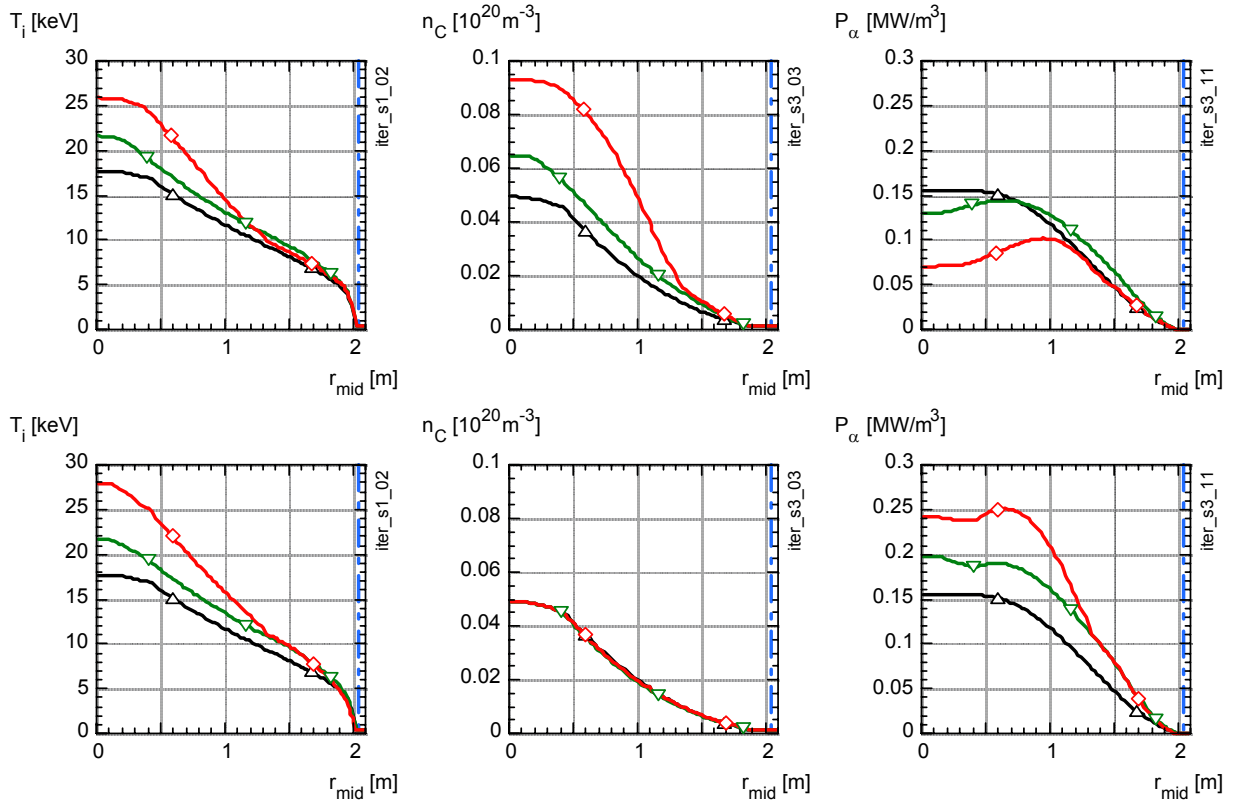 T_i [keV]
30
25
20
15
10
5
0
0 1 2
r_mid [m]
iter_s1_02
n_C [10^20 m^-3]
0.1
0.08
0.06
0.04
0.02
0
0 1 2
r_mid [m]
iter_s3_03
P_α [MW/m^3]
0.3
0.25
0.2
0.15
0.1
0.05
0
0 1 2
r_mid [m]
iter_s3_11
T_i [keV]
30
25
20
15
10
5
0
0 1 2
r_mid [m]
iter_s1_02
n_C [10^20 m^-3]
0.1
0.08
0.06
0.04
0.02
0
0 1 2
r_mid [m]
iter_s3_03
P_α [MW/m^3]
0.3
0.25
0.2
0.15
0.1
0.05
0
0 1 2
r_mid [m]
iter_s3_11